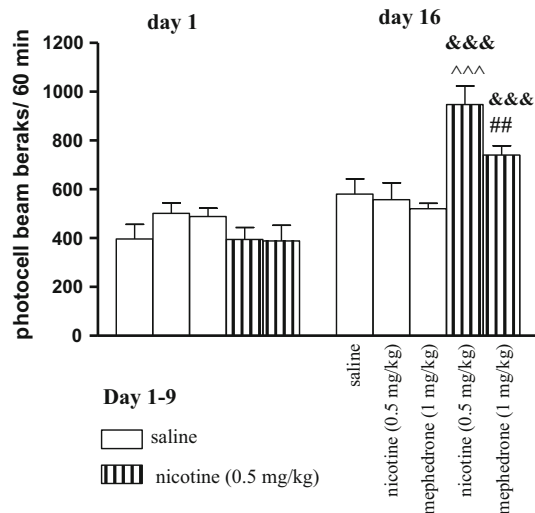 day 1
day 16
photocell beam beraks/ 60 min
1200
1000
800
600
400
200
0
&&&
^^^
&&&
##
saline
nicotine (0.5 mg/kg)
mephedrone (1 mg/kg)
nicotine (0.5 mg/kg)
mephedrone (1 mg/kg)
Day 1-9
saline
nicotine (0.5 mg/kg)